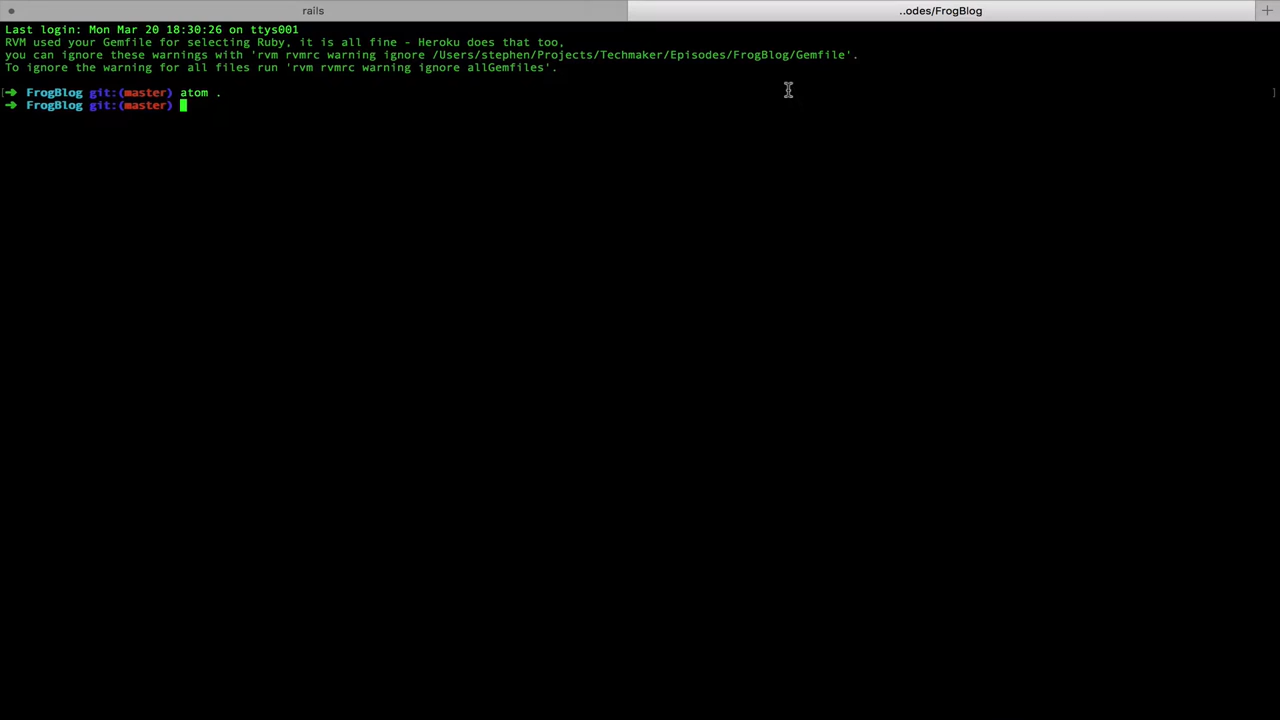 rails
..odes/FrogBlog
Last login: Mon Mar 20 18:30:26 on ttys001
RVM used your Gemfile for selecting Ruby, it is all fine - Heroku does that too,
you can ignore these warnings with 'rvm rvmrc warning ignore /Users/stephen/Projects/Techmaker/Episodes/FrogBlog/Gemfile'.
To ignore the warning for all files run 'rvm rvmrc warning ignore allGemfiles'.
[➜ FrogBlog git:(master) atom . ]
➜ FrogBlog git:(master)